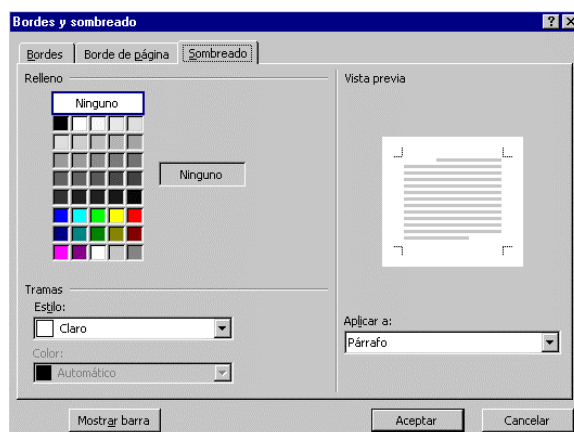 Bordes y sombreado
Bordes
Borde de página
Sombreado
Relleno
Ninguno
Ninguno
Tramas
Estilo:
Claro
Color:
Automático
Vista previa
Aplicar a:
Párrafo
Mostrar barra
Aceptar
Cancelar